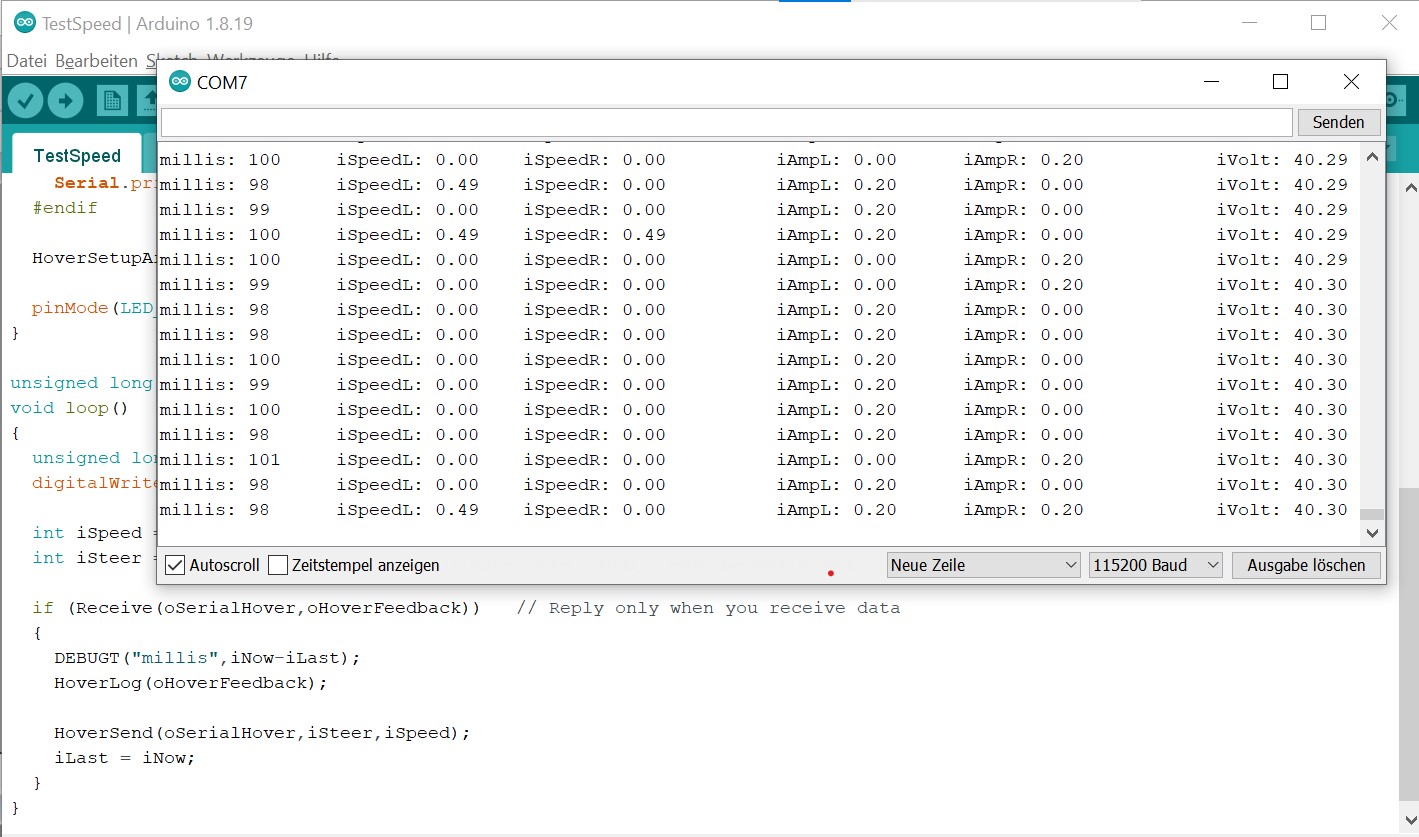 TestSpeed | Arduino 1.8.19
Datei Bearbeiten Sketch Werkzeuge Hilfe
COM7
Senden
TestSpeed
millis: 100 iSpeedL: 0.00 iSpeedR: 0.00 iAmpL: 0.00 iAmpR: 0.20 iVolt: 40.29
millis: 98 iSpeedL: 0.49 iSpeedR: 0.00 iAmpL: 0.20 iAmpR: 0.00 iVolt: 40.29
millis: 99 iSpeedL: 0.00 iSpeedR: 0.00 iAmpL: 0.20 iAmpR: 0.00 iVolt: 40.29
millis: 100 iSpeedL: 0.49 iSpeedR: 0.49 iAmpL: 0.20 iAmpR: 0.00 iVolt: 40.29
millis: 100 iSpeedL: 0.00 iSpeedR: 0.00 iAmpL: 0.00 iAmpR: 0.20 iVolt: 40.29
millis: 99 iSpeedL: 0.00 iSpeedR: 0.00 iAmpL: 0.00 iAmpR: 0.20 iVolt: 40.30
millis: 98 iSpeedL: 0.00 iSpeedR: 0.00 iAmpL: 0.20 iAmpR: 0.00 iVolt: 40.30
millis: 98 iSpeedL: 0.00 iSpeedR: 0.00 iAmpL: 0.20 iAmpR: 0.00 iVolt: 40.30
millis: 100 iSpeedL: 0.00 iSpeedR: 0.00 iAmpL: 0.20 iAmpR: 0.00 iVolt: 40.30
millis: 99 iSpeedL: 0.00 iSpeedR: 0.00 iAmpL: 0.20 iAmpR: 0.00 iVolt: 40.30
millis: 100 iSpeedL: 0.00 iSpeedR: 0.00 iAmpL: 0.20 iAmpR: 0.00 iVolt: 40.30
millis: 98 iSpeedL: 0.00 iSpeedR: 0.00 iAmpL: 0.20 iAmpR: 0.00 iVolt: 40.30
millis: 101 iSpeedL: 0.00 iSpeedR: 0.00 iAmpL: 0.00 iAmpR: 0.20 iVolt: 40.30
millis: 98 iSpeedL: 0.00 iSpeedR: 0.00 iAmpL: 0.20 iAmpR: 0.00 iVolt: 40.30
millis: 98 iSpeedL: 0.49 iSpeedR: 0.00 iAmpL: 0.20 iAmpR: 0.20 iVolt: 40.30
Autoscroll Zeitstempel anzeigen Neue Zeile 115200 Baud Ausgabe löschen
Serial.pri
#endif
HoverSetupA
pinMode(LED_
}
unsigned long
void loop()
{
unsigned lon
digitalWrite
int iSpeed =
int iSteer =
if (Receive(oSerialHover,oHoverFeedback)) // Reply only when you receive data
{
DEBUGT("millis",iNow-iLast);
HoverLog(oHoverFeedback);
HoverSend(oSerialHover,iSteer,iSpeed);
iLast = iNow;
}
}